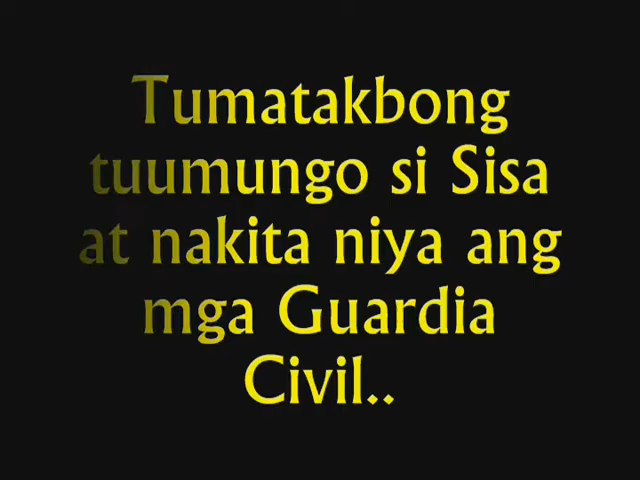 Tumatakbong
tuumungo si Sisa
at nakita niya ang
mga Guardia
Civil..